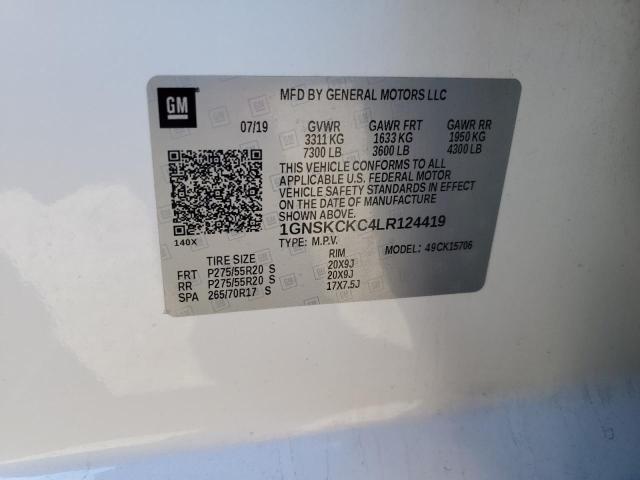 GM
MFD BY GENERAL MOTORS LLC
07/19 GVWR GAWR FRT GAWR RR
3311 KG 1633 KG 1950 KG
7300 LB 3600 LB 4300 LB
THIS VEHICLE CONFORMS TO ALL
APPLICABLE U.S. FEDERAL MOTOR
VEHICLE SAFETY STANDARDS IN EFFECT
ON THE DATE OF MANUFACTURE
SHOWN ABOVE.
1GNSKCKC4LR124419
140X
TYPE: M.P.V. MODEL: 49CK15706
TIRE SIZE RIM
FRT P275/55R20 S 20X9J
RR P275/55R20 S 20X9J
SPA 265/70R17 S 17X7.5J